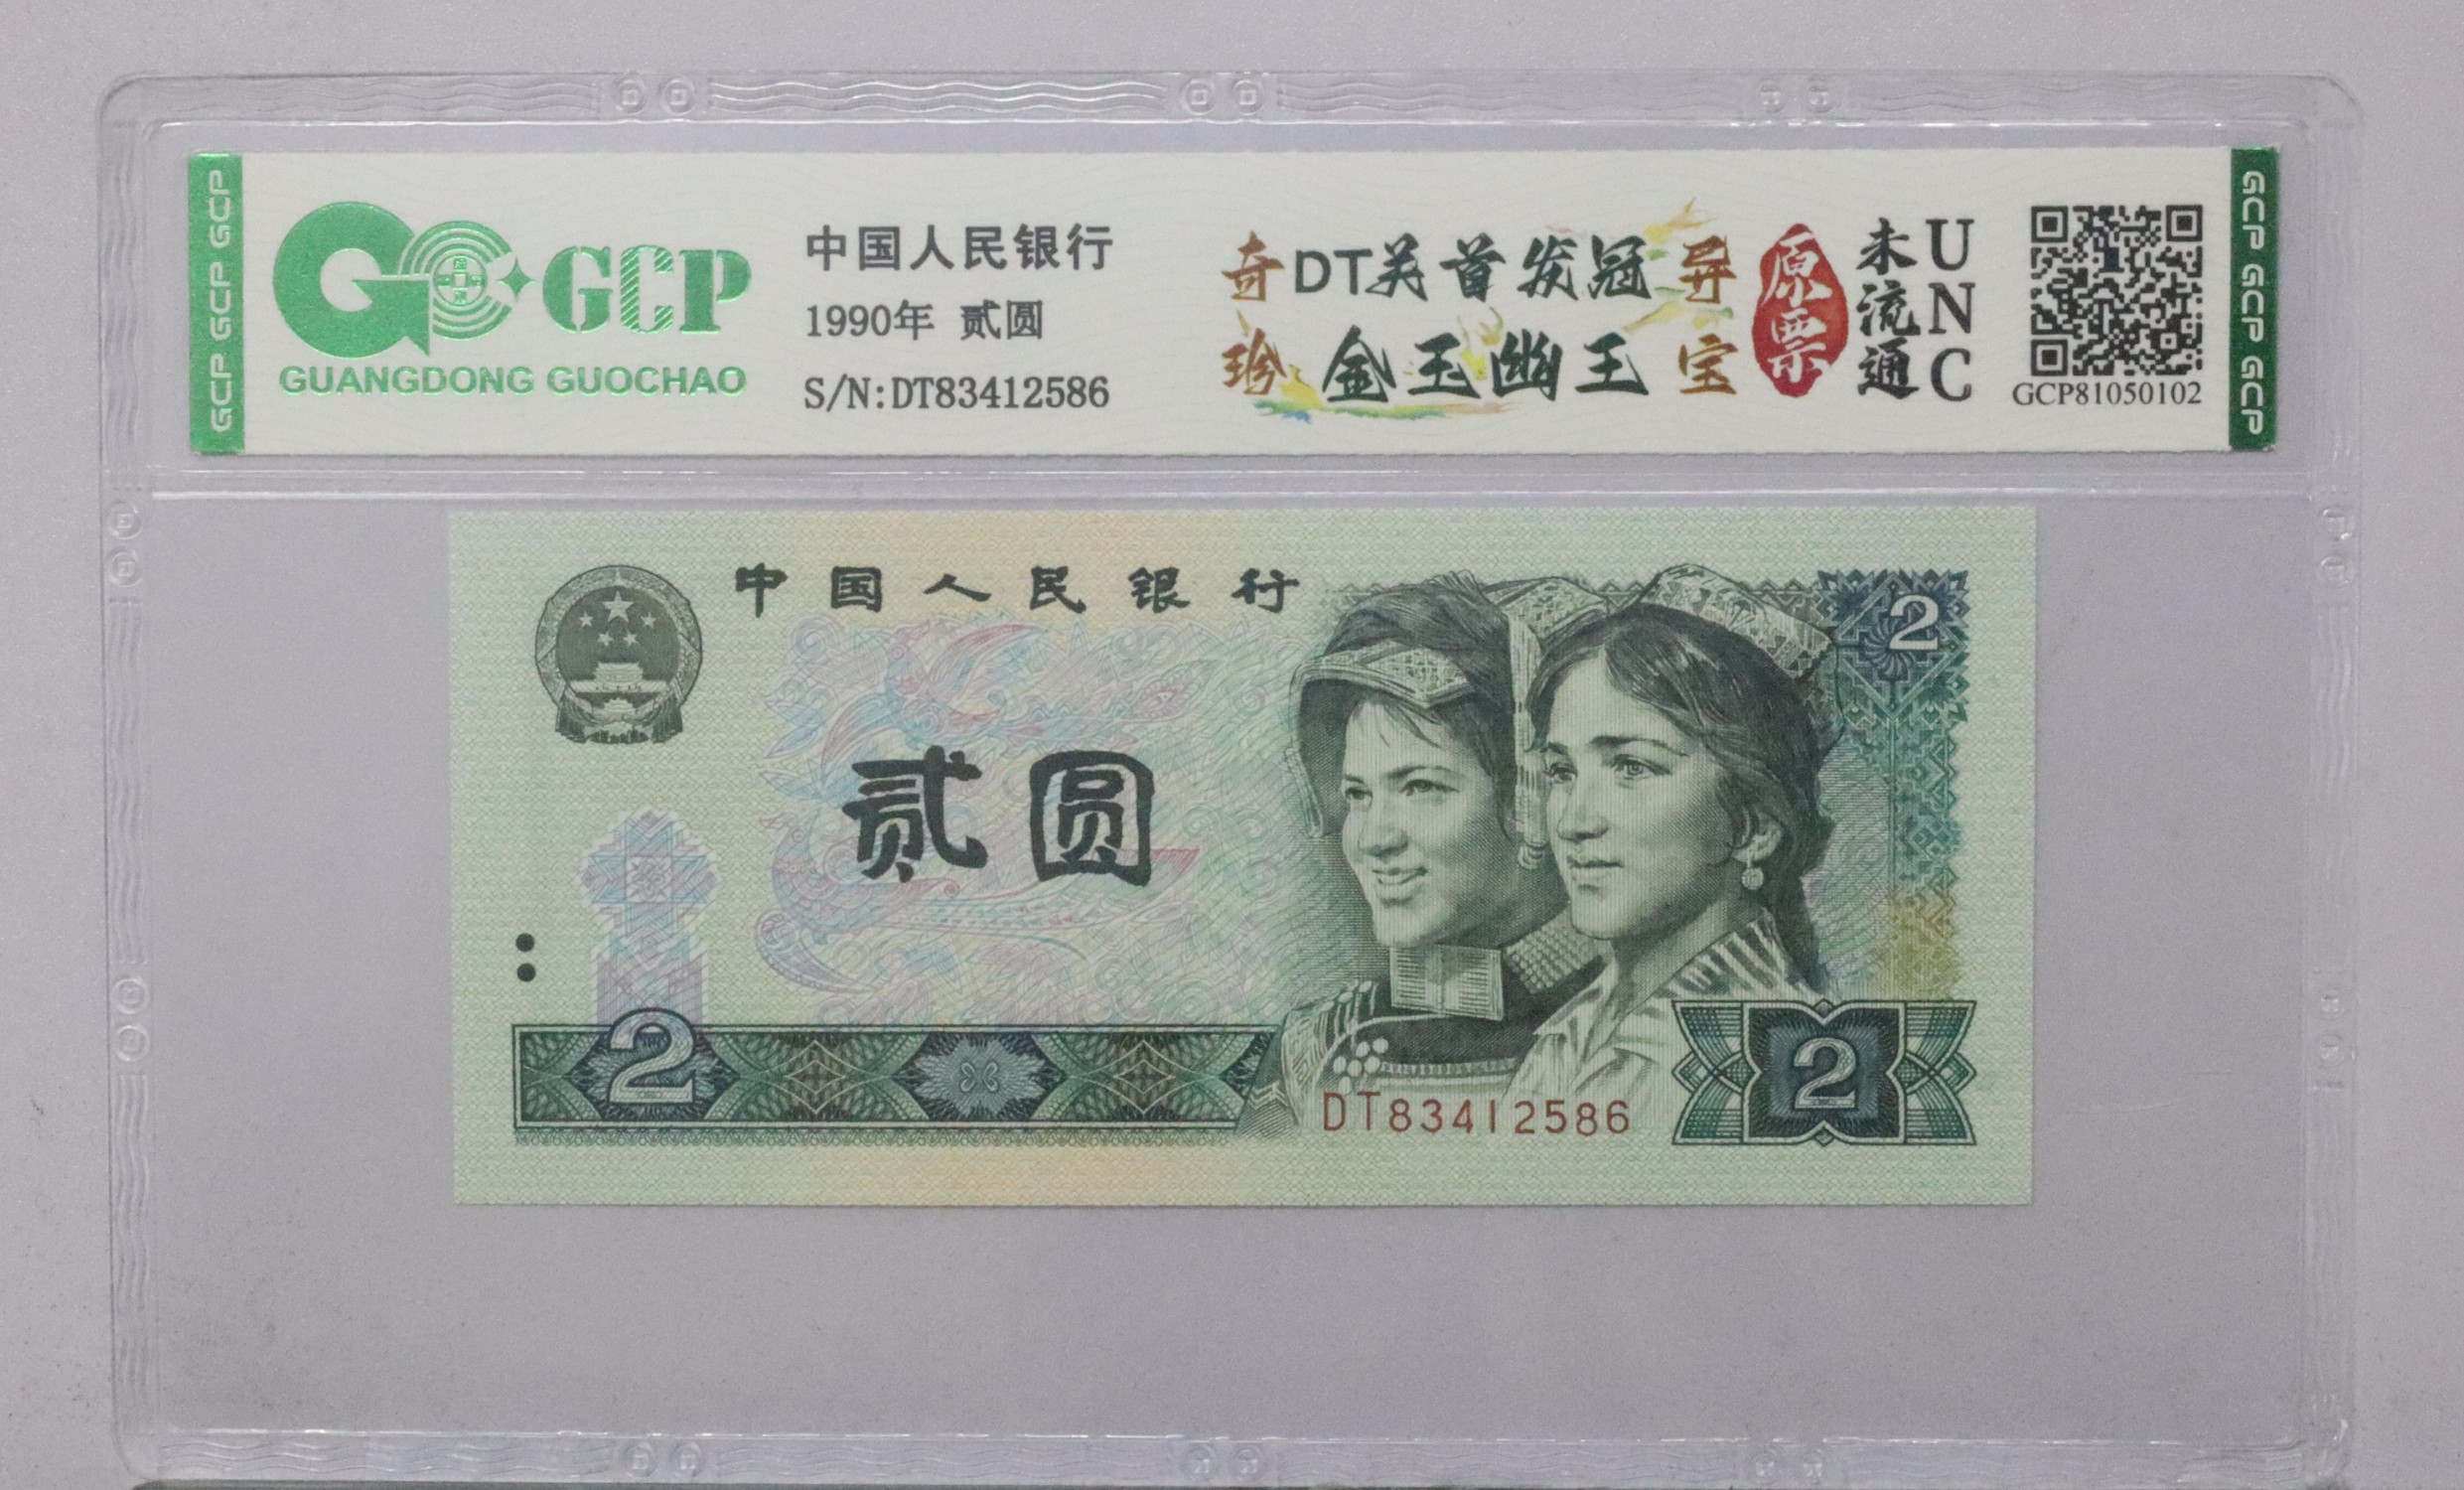 GCP GCP GCP
GCP
GUANGDONG GUOCHAO
中国人民银行
1990年 贰圆
S/N:DT83412586
奇DT关首发冠异
珍金玉幽王宝
原票
未流通
UNC
GCP81050102
GCP GCP GCP
中国人民银行
2
贰圆
2
DT83412586
2